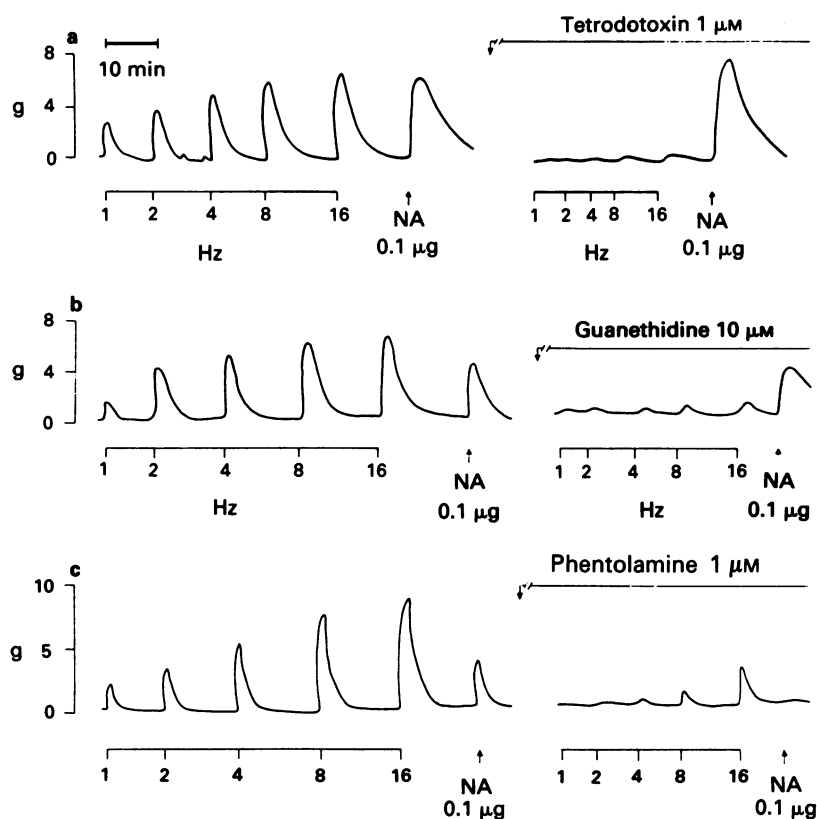 a
Tetrodotoxin 1 μM
8
10 min
g
4
0
1 2 4 8 16
NA
Hz
0.1 μg
1 2 4 8 16
NA
Hz
0.1 μg
b
Guanethidine 10 μM
8
g
4
0
1 2 4 8 16
NA
Hz
0.1 μg
1 2 4 8 16
NA
Hz
0.1 μg
c
Phentolamine 1 μM
10
g
5
0
1 2 4 8 16
NA
0.1 μg
1 2 4 8 16
NA
0.1 μg